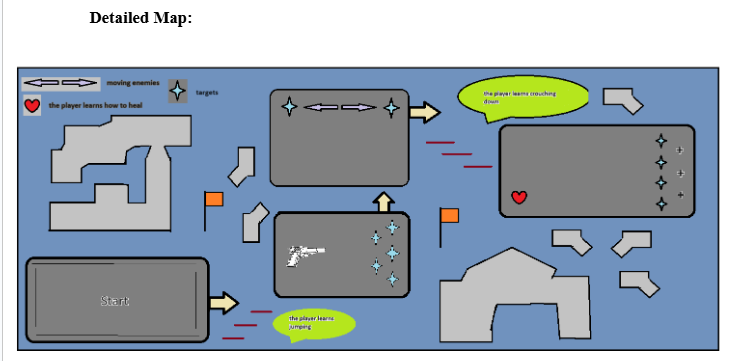 Detailed Map:
moving enemies
targets
the player learns how to heal
the player learns crouching
down
Start
the player learns
jumping